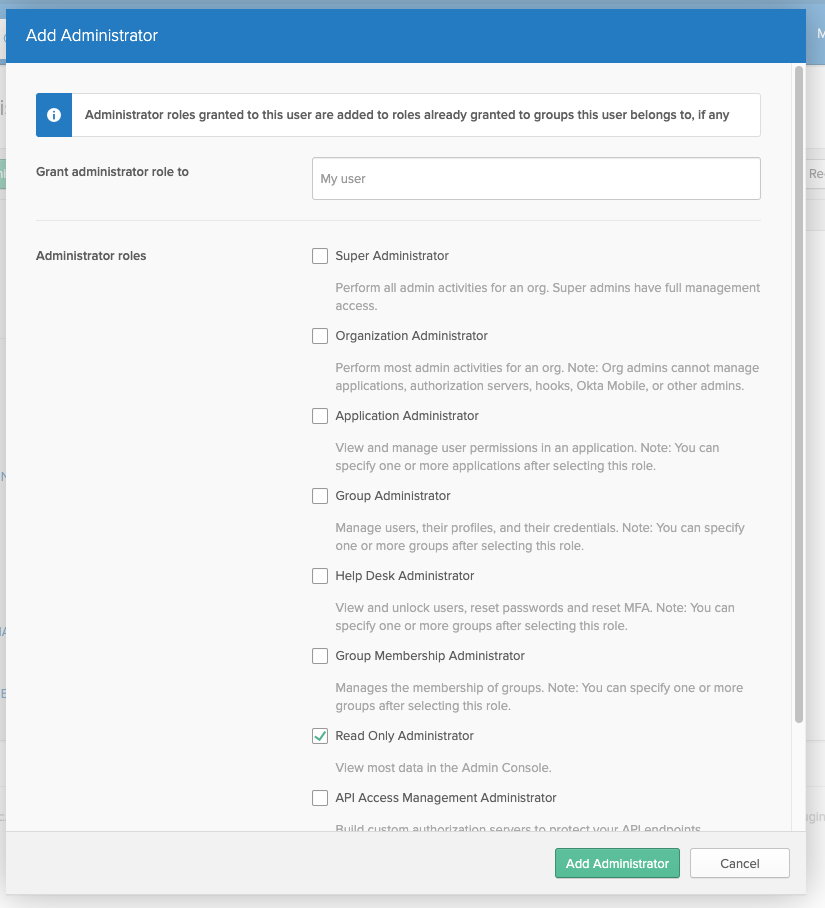 Add Administrator
Administrator roles granted to this user are added to roles already granted to groups this user belongs to, if any
Grant administrator role to
My user
Administrator roles
Super Administrator
Perform all admin activities for an org. Super admins have full management
access.
Organization Administrator
Perform most admin activities for an org. Note: Org admins cannot manage
applications, authorization servers, hooks, Okta Mobile, or other admins.
Application Administrator
View and manage user permissions in an application. Note: You can
specify one or more applications after selecting this role.
Group Administrator
Manage users, their profiles, and their credentials. Note: You can specify
one or more groups after selecting this role.
Help Desk Administrator
View and unlock users, reset passwords and reset MFA. Note: You can
specify one or more groups after selecting this role.
Group Membership Administrator
Manages the membership of groups. Note: You can specify one or more
groups after selecting this role.
Read Only Administrator
View most data in the Admin Console.
API Access Management Administrator
Build custom authorization servers to protect your API endpoints.
Add Administrator
Cancel